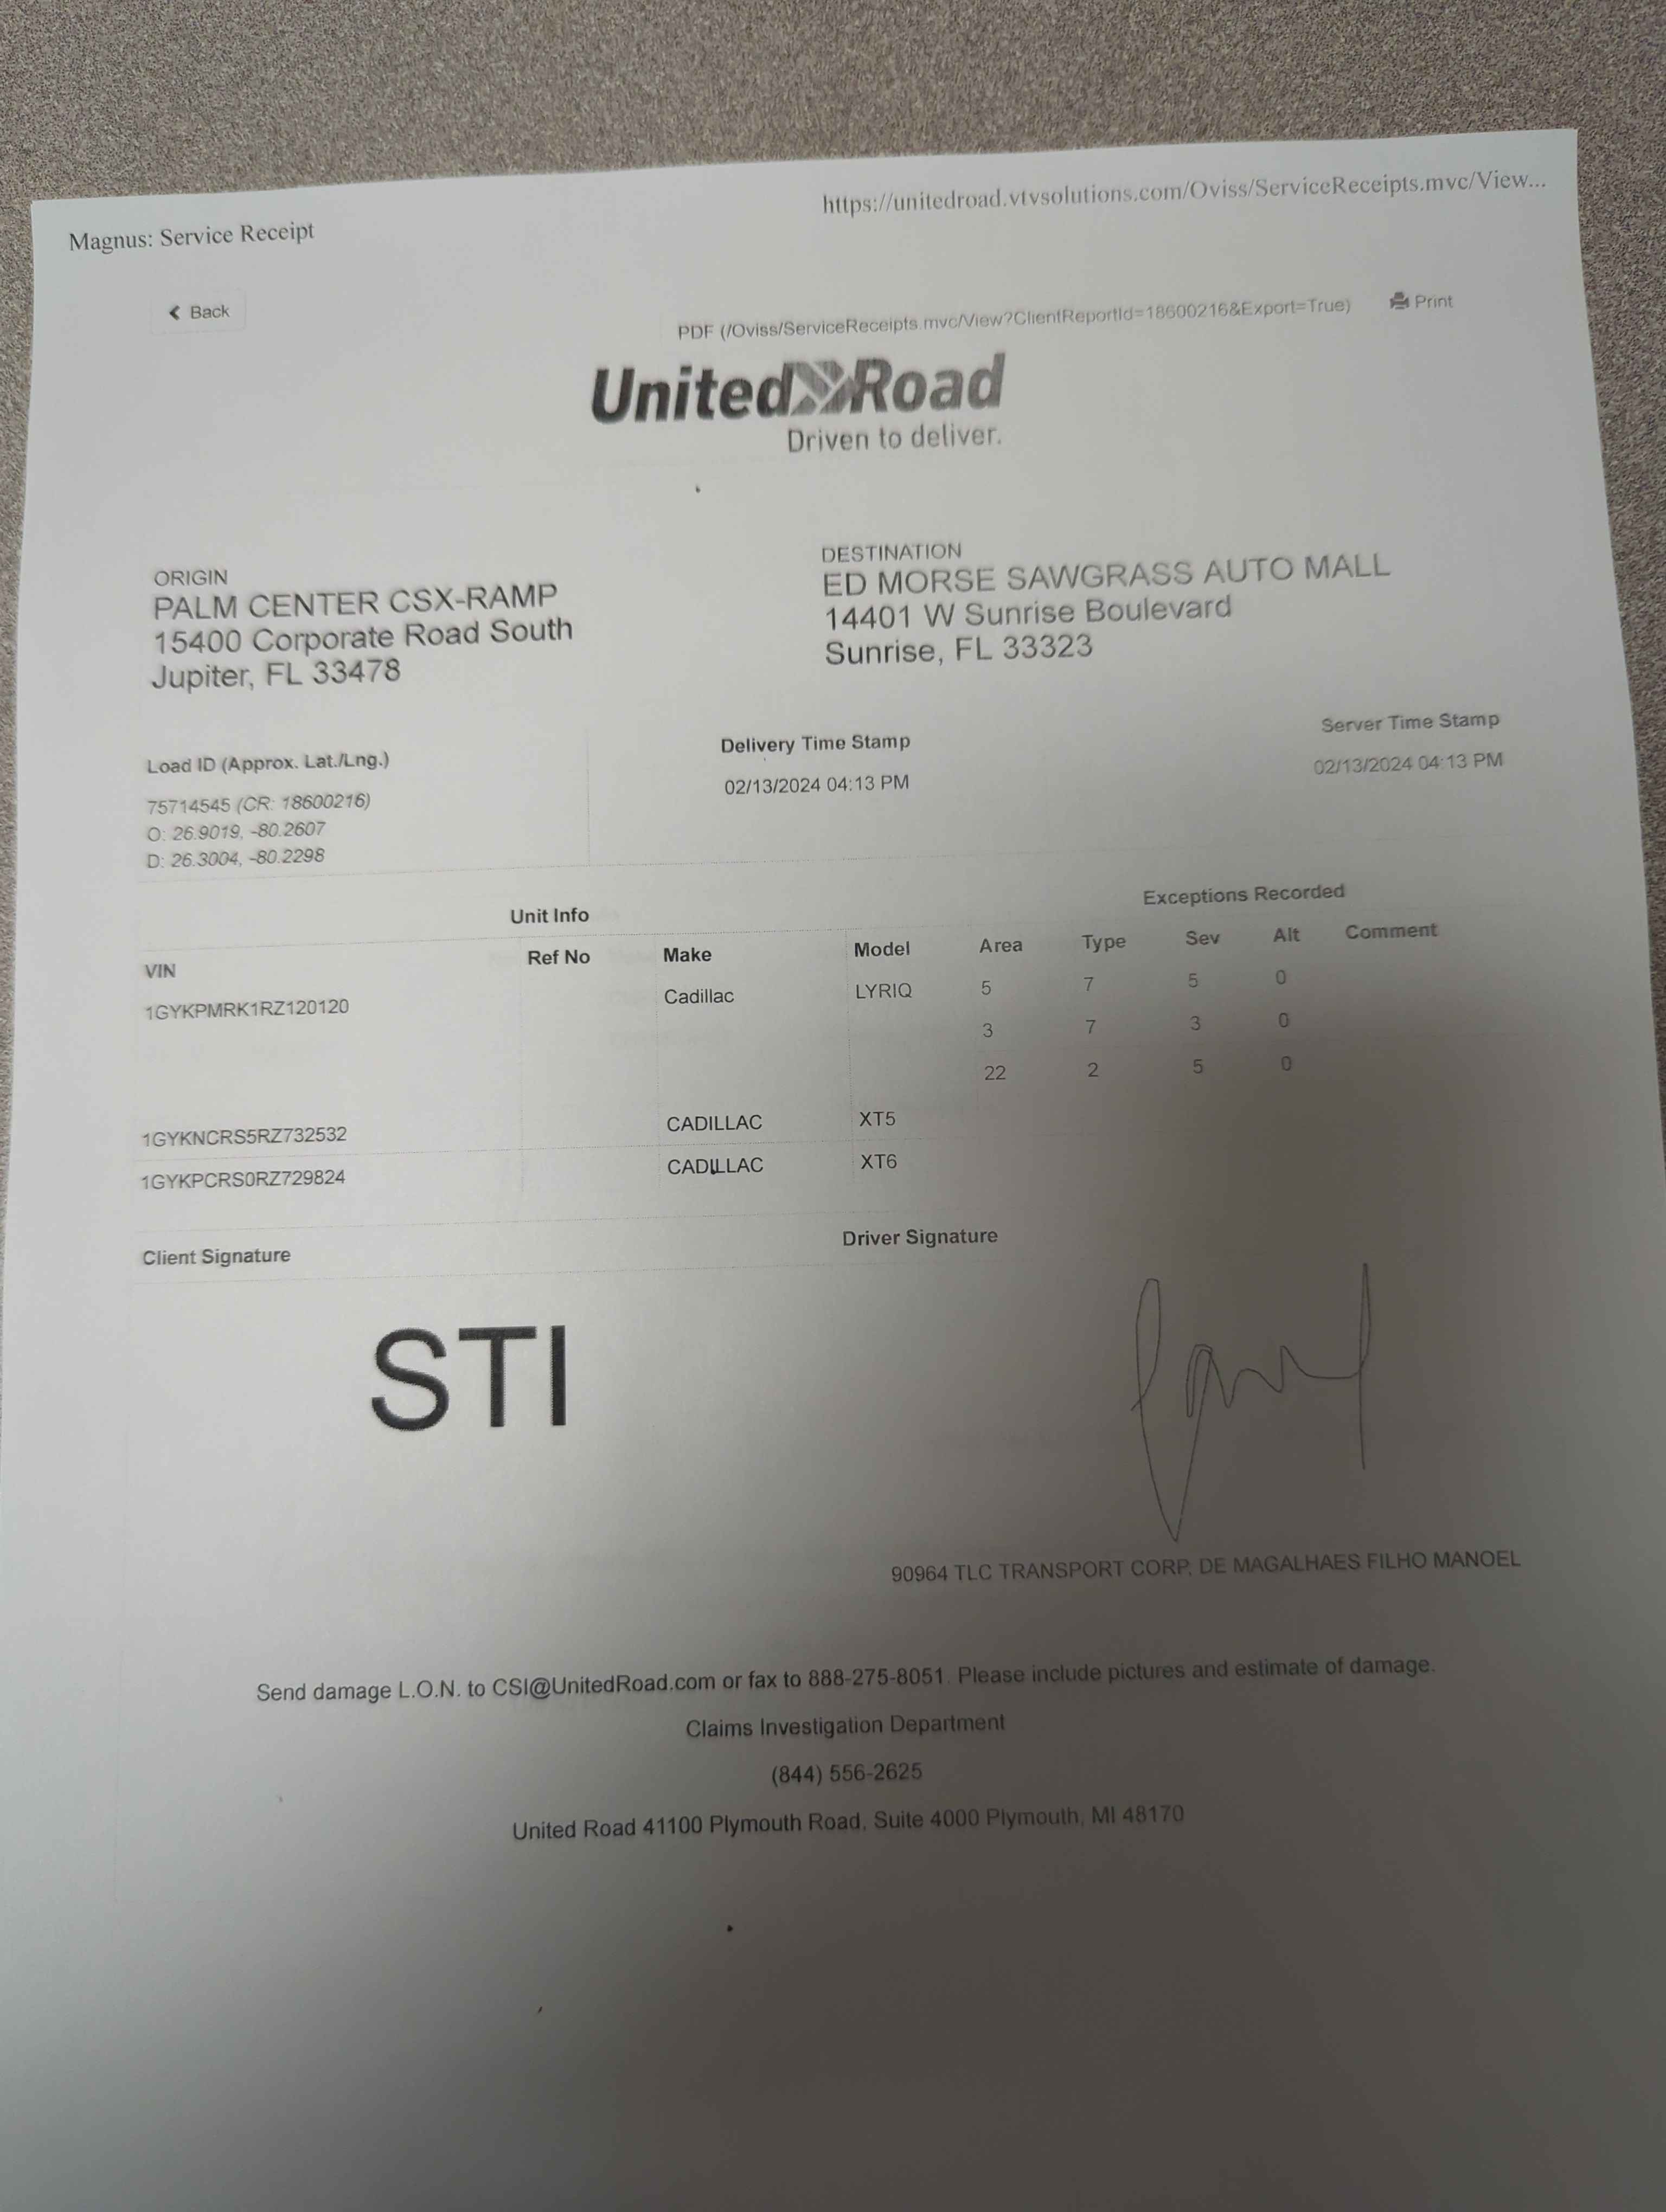 Magnus: Service Receipt
https://unitedroad.vtvsolutions.com/Oviss/ServiceReceipts.mvc/View...
Back
PDF (/Oviss/ServiceReceipts.mvc/View?ClientReportId=18600216&Export=True)
Print
United Road
Driven to deliver.
ORIGIN
PALM CENTER CSX-RAMP
15400 Corporate Road South
Jupiter, FL 33478
DESTINATION
ED MORSE SAWGRASS AUTO MALL
14401 W Sunrise Boulevard
Sunrise, FL 33323
Load ID (Approx. Lat./Lng.)
75714545 (CR: 18600216)
O: 26.9019, -80.2607
D: 26.3004, -80.2298
Delivery Time Stamp
02/13/2024 04:13 PM
Server Time Stamp
02/13/2024 04:13 PM
Unit Info Exceptions Recorded
VIN Ref No Make Model Area Type Sev Alt Comment
1GYKPMRK1RZ120120 Cadillac LYRIQ 5 7 5 0
3 7 3 0
22 2 5 0
1GYKNCRS5RZ732532 CADILLAC XT5
1GYKPCRS0RZ729824 CADILLAC XT6
Client Signature Driver Signature
STI
90964 TLC TRANSPORT CORP, DE MAGALHAES FILHO MANOEL
Send damage L.O.N. to CSI@UnitedRoad.com or fax to 888-275-8051. Please include pictures and estimate of damage.
Claims Investigation Department
(844) 556-2625
United Road 41100 Plymouth Road, Suite 4000 Plymouth, MI 48170